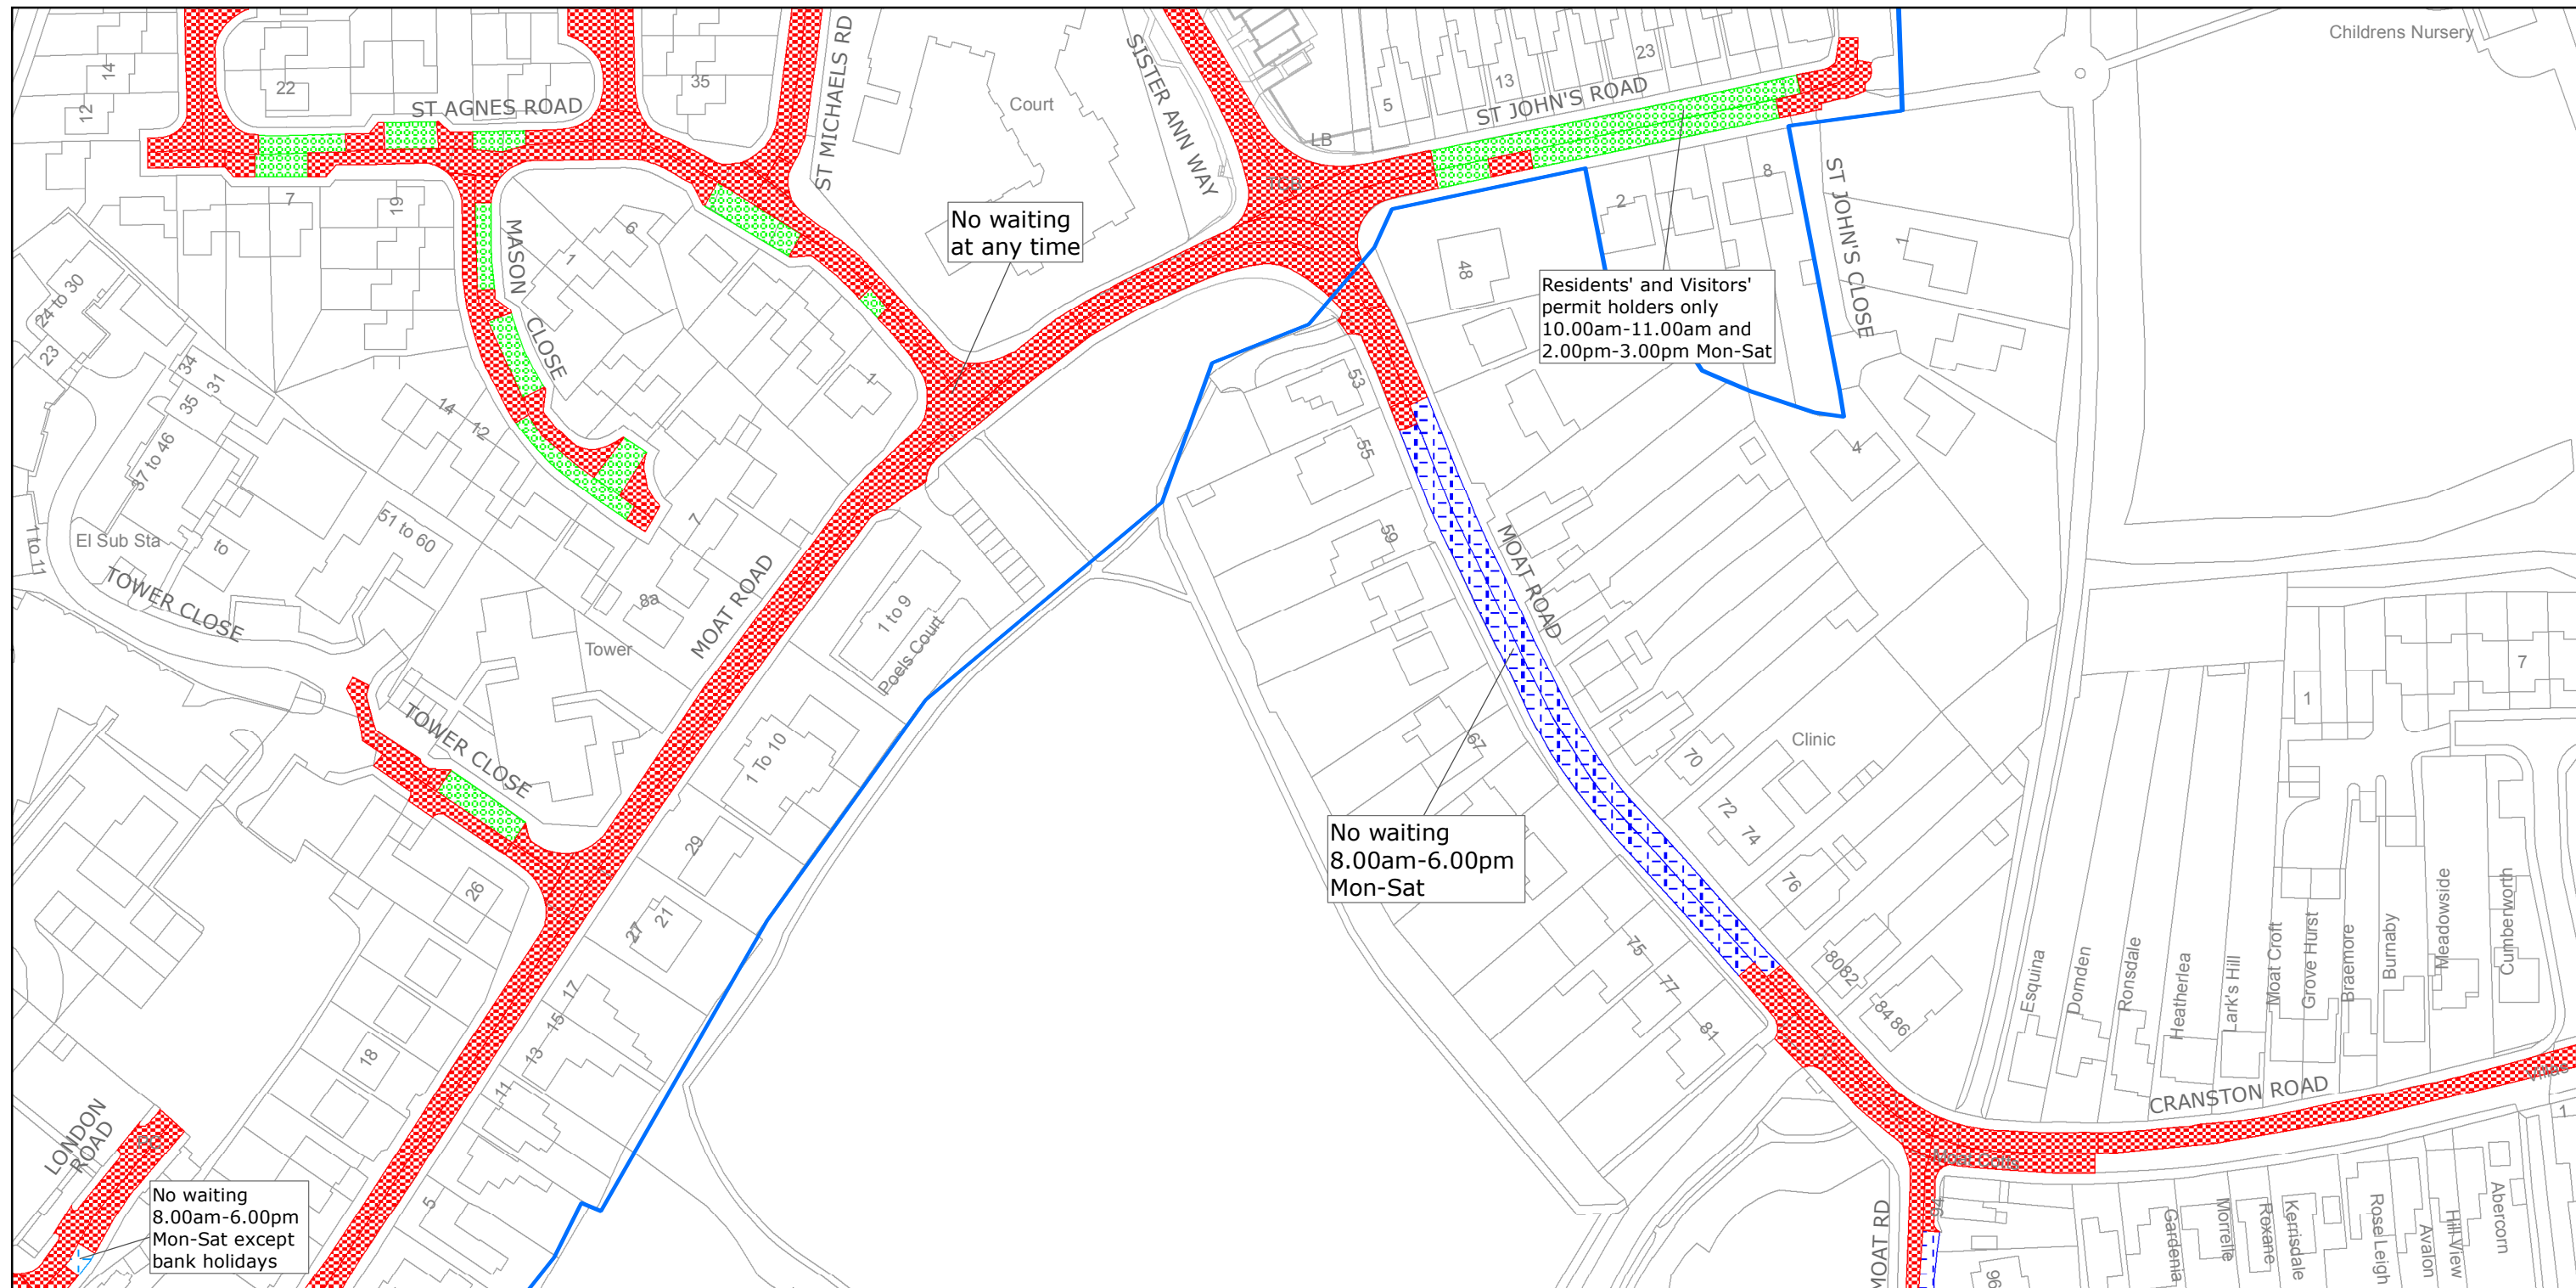 Childrens Nursery
14
12
22
ST AGNES ROAD
35
ST MICHAELS RD
Court
SISTER ANN WAY
LB
5
13
23
ST JOHN'S ROAD
7
19
MASON
CLOSE
1
6
No waiting
at any time
2
8
48
ST JOHN'S CLOSE
1
Residents' and Visitors'
permit holders only
10.00am-11.00am and
2.00pm-3.00pm Mon-Sat
24 to 30
23
34
31
35
37 to 46
14
12
1
53
55
59
4
1 to 11
El Sub Sta
to
51 to 60
TOWER CLOSE
7
8a
Tower
MOAT ROAD
1 to 9
Poels Court
MOAT ROAD
TOWER CLOSE
1 To 10
67
70
Clinic
72
74
76
1
7
No waiting
8.00am-6.00pm
Mon-Sat
29
26
21
27
17
15
13
18
11
5
75
77
81
80
82
84
86
Esquina
Dornden
Ronsdale
Heatherlea
Lark's Hill
Moat Croft
Grove Hurst
Braemore
Burnaby
Meadowside
Cumberworth
CRANSTON ROAD
Villas
1
LONDON
ROAD
No waiting
8.00am-6.00pm
Mon-Sat except
bank holidays
MOAT RD
94
96
Gardenia
Morrelle
Roxane
Kerrisdale
Rose Leigh
Avalon
Hill View
Abercorn